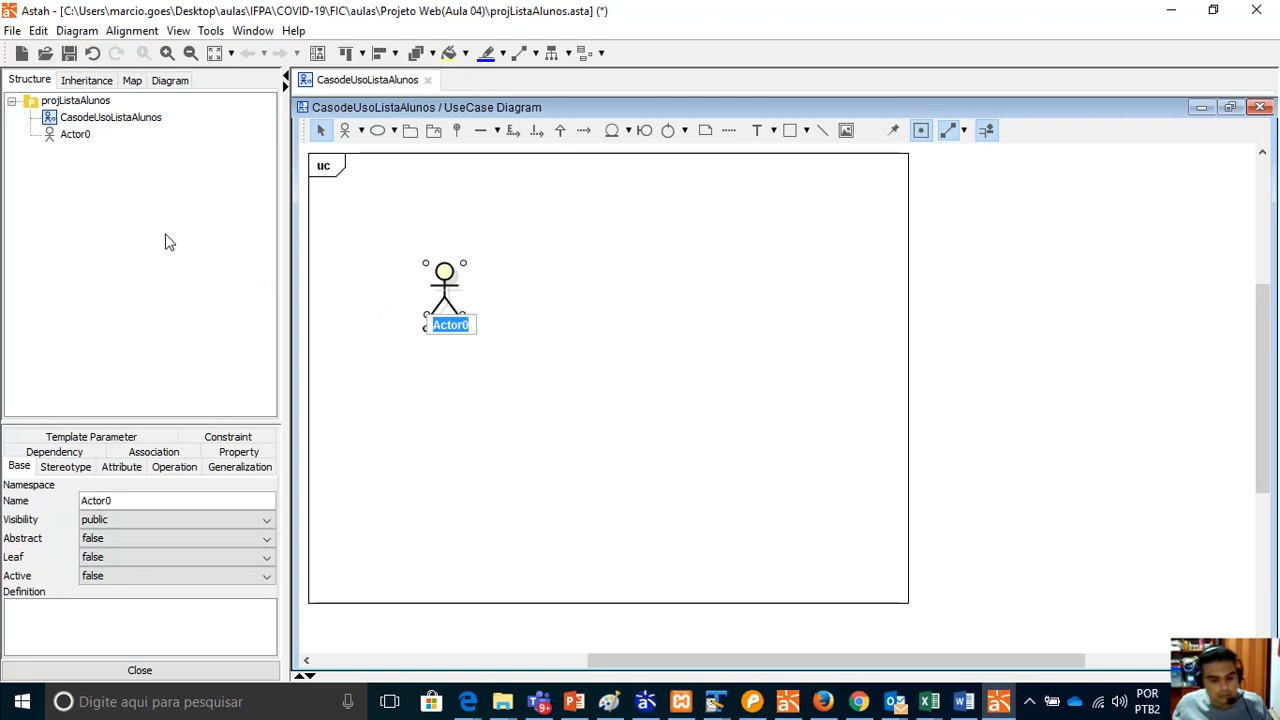 Astah - [C:\Users\marcio.goes\Desktop\aulas\IFPA\COVID-19\FIC\aulas\Projeto Web(Aula 04)\projListaAlunos.asta] (*)
File Edit Diagram Alignment View Tools Window Help
Structure Inheritance Map Diagram
CasodeUsoListaAlunos
projListaAlunos
CasodeUsoListaAlunos
Actor0
CasodeUsoListaAlunos / UseCase Diagram
uc
Actor0
Template Parameter Constraint
Dependency Association Property
Base Stereotype Attribute Operation Generalization
Namespace
Name Actor0
Visibility public
Abstract false
Leaf false
Active false
Definition
Close
Digite aqui para pesquisar
POR
PTB2